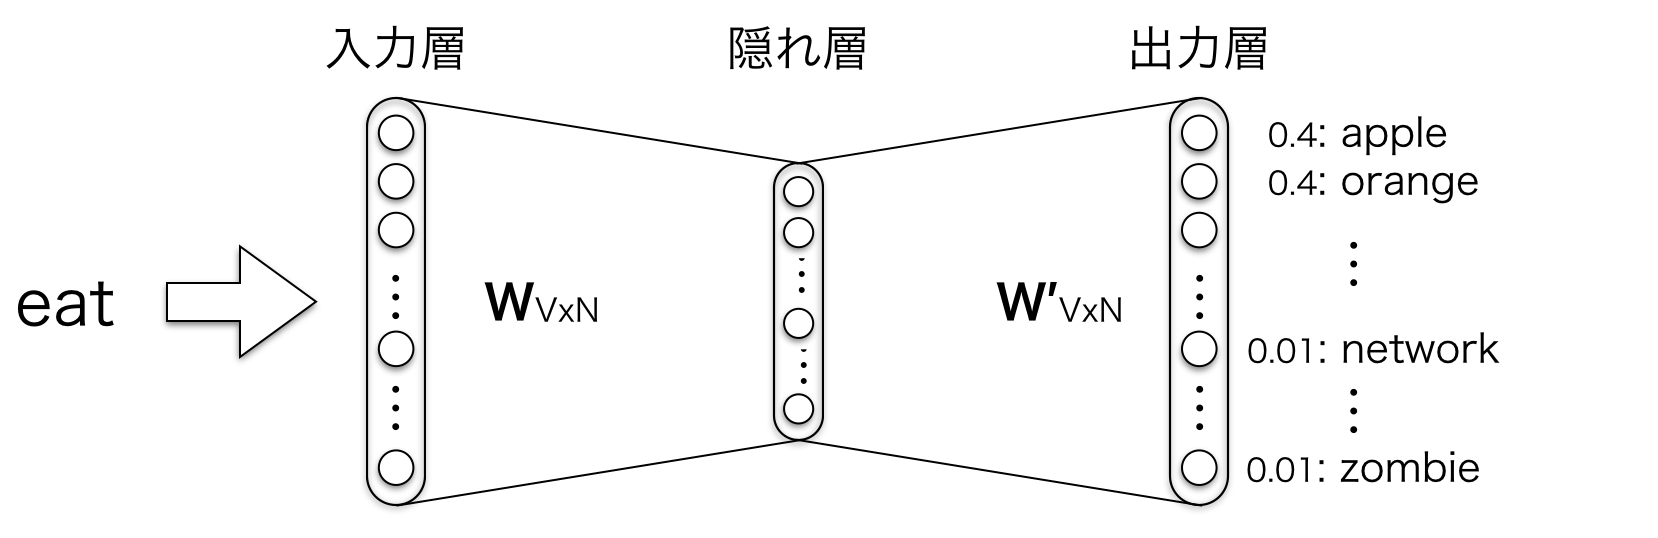 入力層
隠れ層
出力層
eat
W VxN
W' VxN
0.4: apple
0.4: orange
0.01: network
0.01: zombie